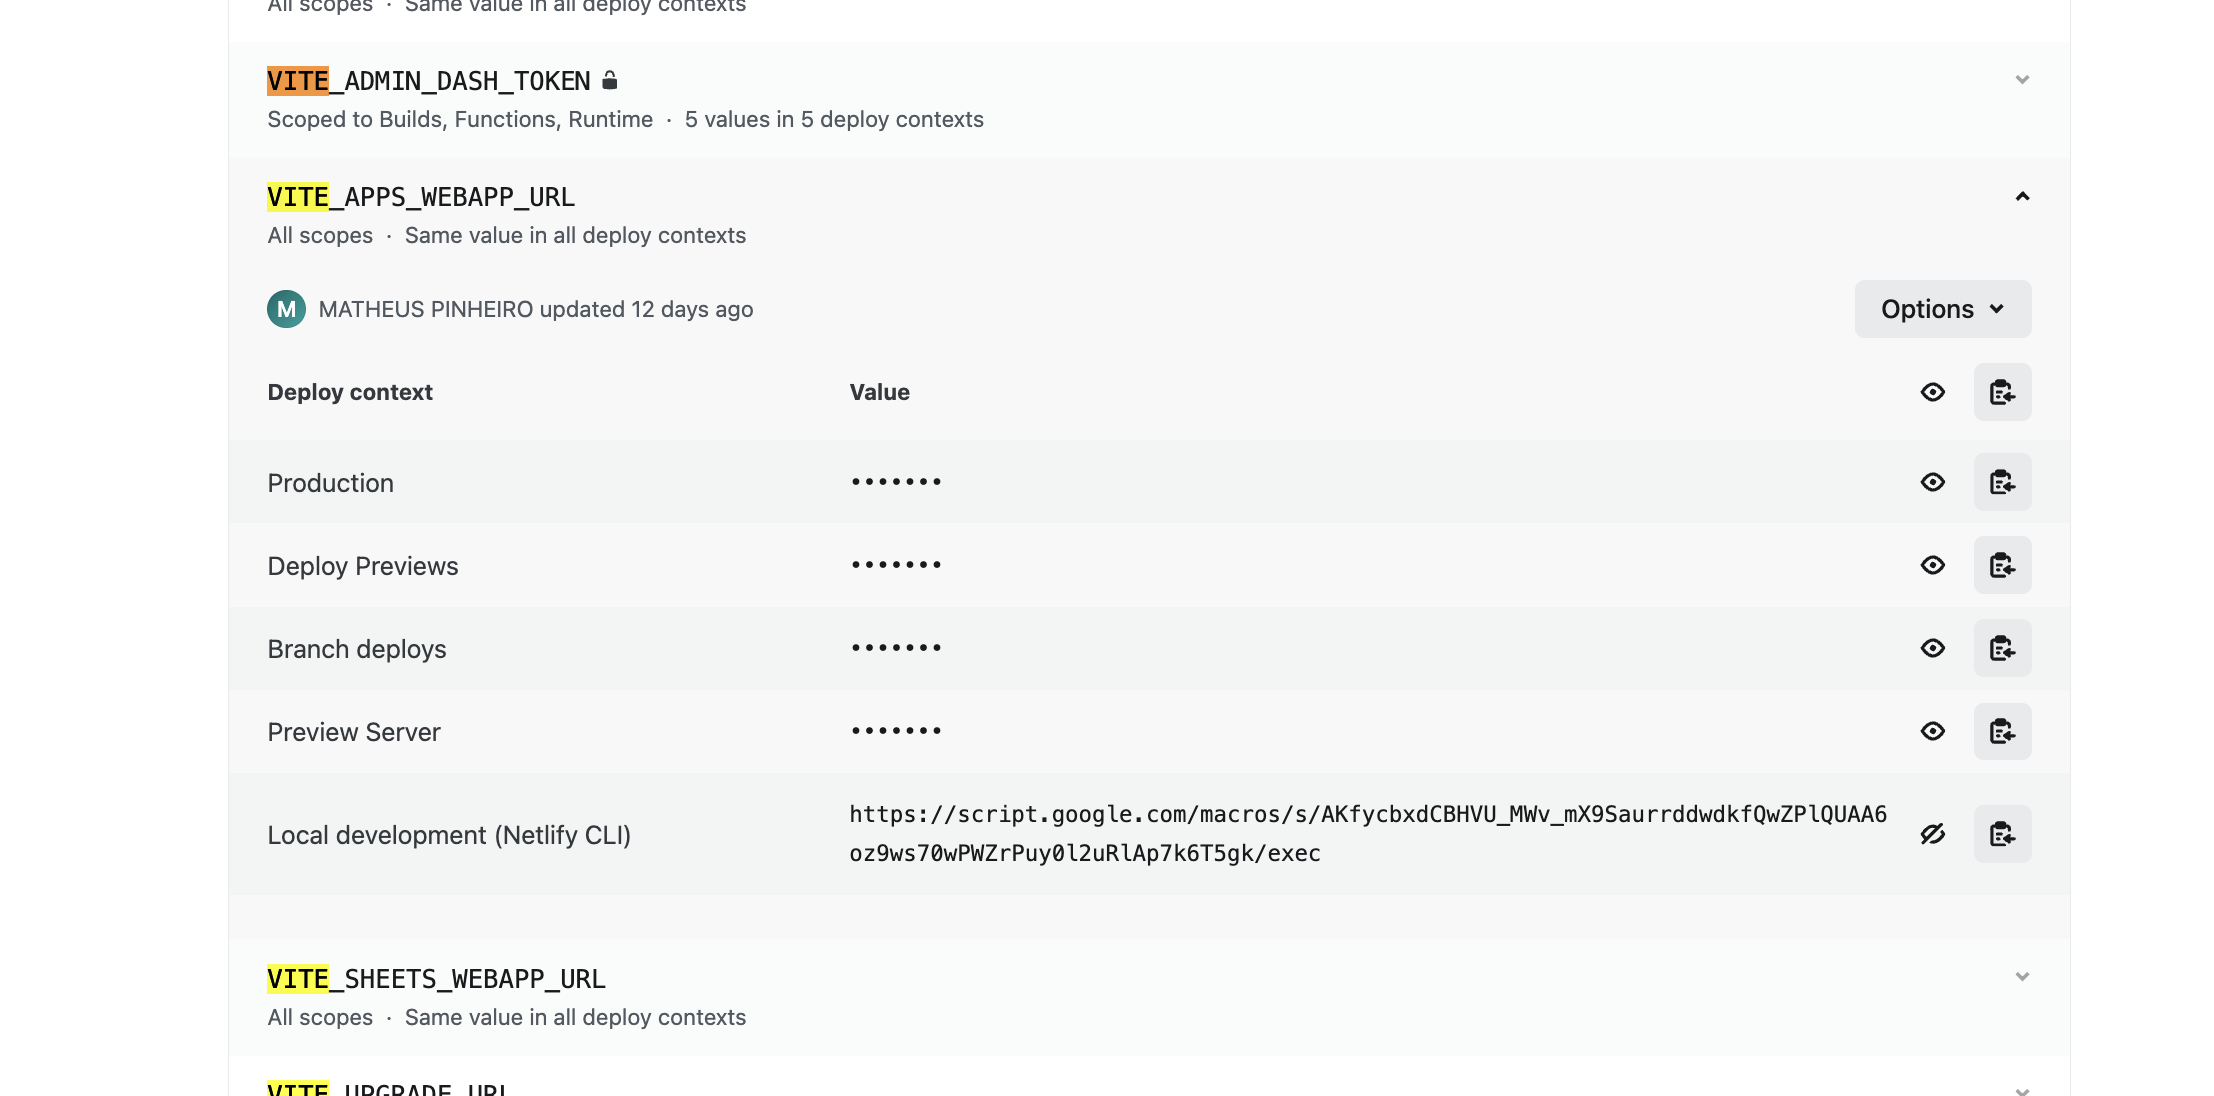 All scopes · Same value in all deploy contexts
VITE_ADMIN_DASH_TOKEN
Scoped to Builds, Functions, Runtime · 5 values in 5 deploy contexts
VITE_APPS_WEBAPP_URL
All scopes · Same value in all deploy contexts
M MATHEUS PINHEIRO updated 12 days ago
Options
Deploy context Value
Production •••••••
Deploy Previews •••••••
Branch deploys •••••••
Preview Server •••••••
Local development (Netlify CLI)
https://script.google.com/macros/s/AKfycbxdCBHVU_MWv_mX9SaurrddwdkfQwZPlQUAA6
oz9ws70wPWZrPuy0l2uRlAp7k6T5gk/exec
VITE_SHEETS_WEBAPP_URL
All scopes · Same value in all deploy contexts
VITE_UPGRADE_URL